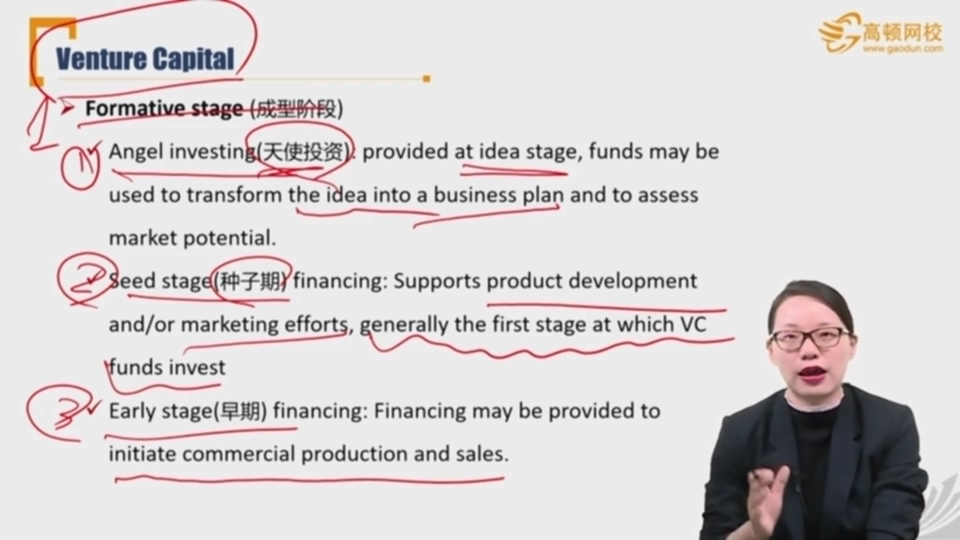 高顿网校
www.gaodun.com
Venture Capital
1
Formative stage (成型阶段)
1 Angel investing(天使投资): provided at idea stage, funds may be
used to transform the idea into a business plan and to assess
market potential.
2 Seed stage(种子期) financing: Supports product development
and/or marketing efforts, generally the first stage at which VC
funds invest
3 Early stage(早期) financing: Financing may be provided to
initiate commercial production and sales.